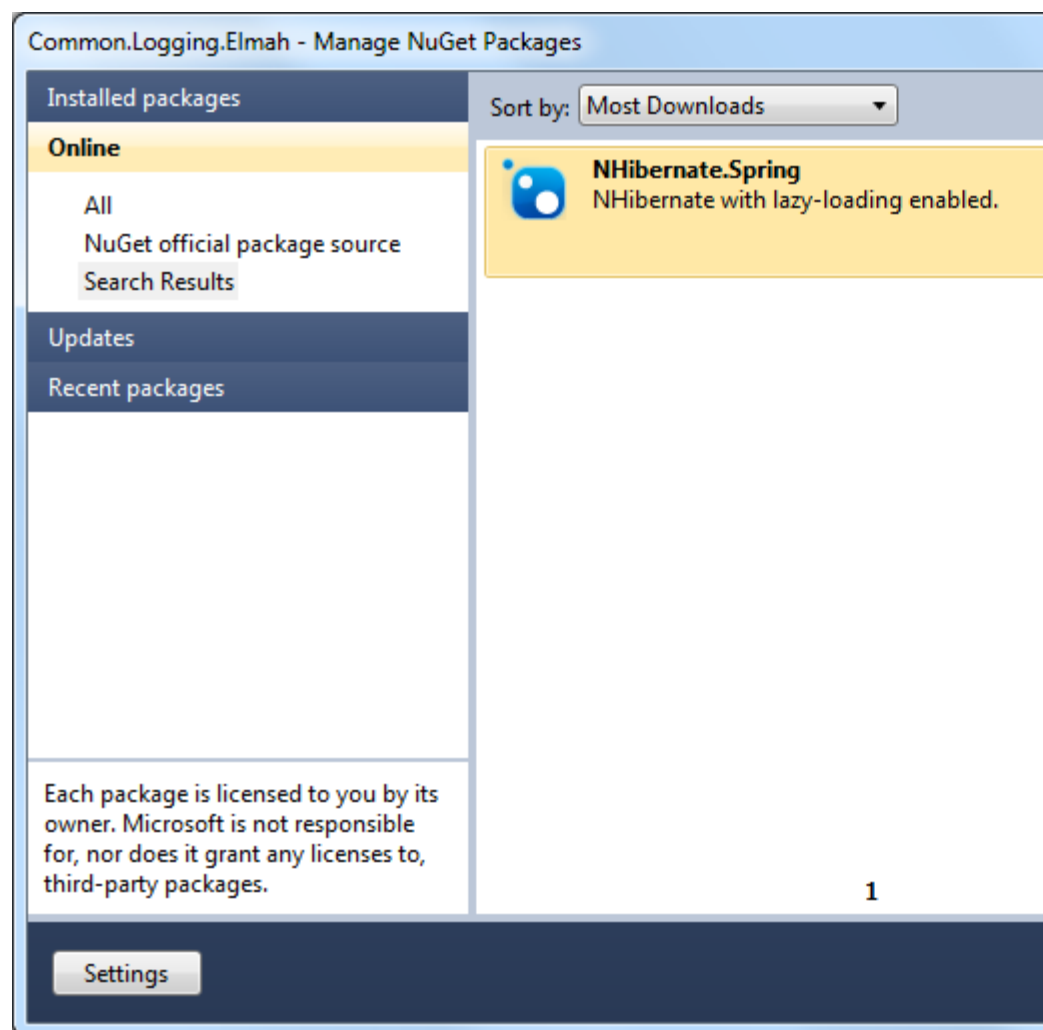 Common.Logging.Elmah - Manage NuGet Packages
Installed packages
Online
All
NuGet official package source
Search Results
Updates
Recent packages
Each package is licensed to you by its
owner. Microsoft is not responsible
for, nor does it grant any licenses to,
third-party packages.
Settings
Sort by: Most Downloads
NHibernate.Spring
NHibernate with lazy-loading enabled.
1